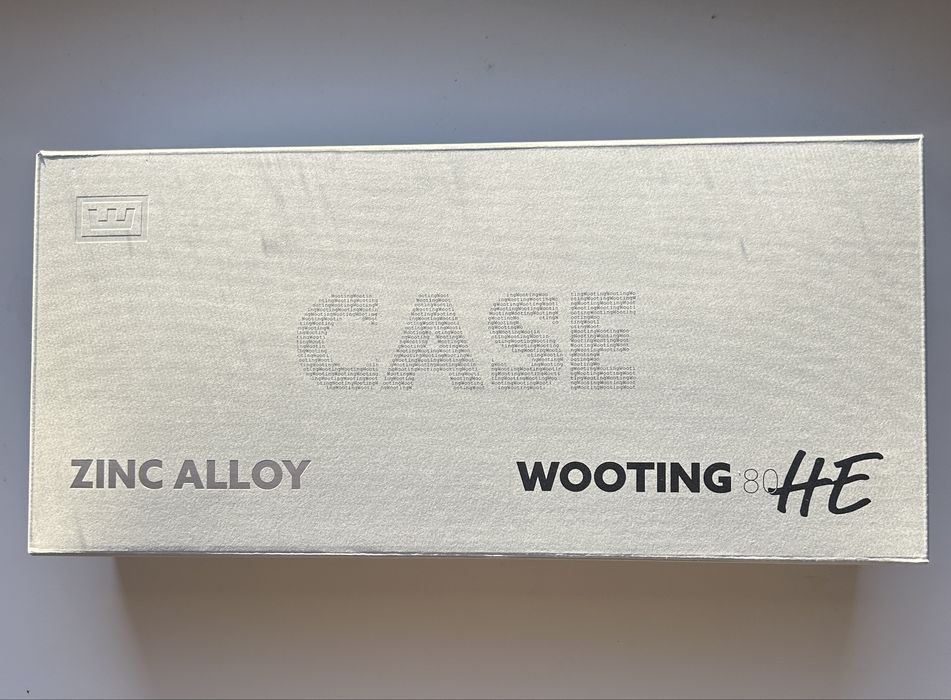 CASE
ZINC ALLOY
WOOTING 80HE